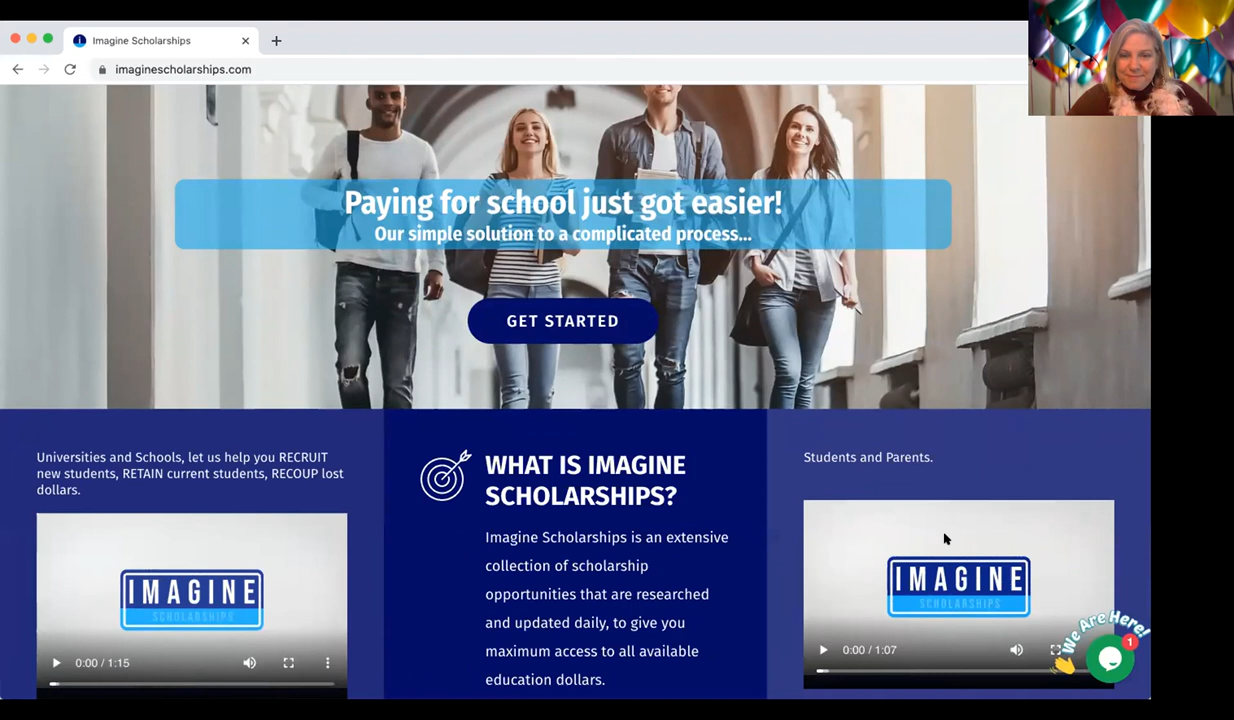 Imagine Scholarships
imaginescholarships.com
Paying for school just got easier!
Our simple solution to a complicated process...
GET STARTED
Universities and Schools, let us help you RECRUIT
new students, RETAIN current students, RECOUP lost
dollars.
IMAGINE
SCHOLARSHIPS
0:00 / 1:15
WHAT IS IMAGINE
SCHOLARSHIPS?
Imagine Scholarships is an extensive
collection of scholarship
opportunities that are researched
and updated daily, to give you
maximum access to all available
education dollars.
Students and Parents.
IMAGINE
SCHOLARSHIPS
0:00 / 1:07
We Are Here!
1